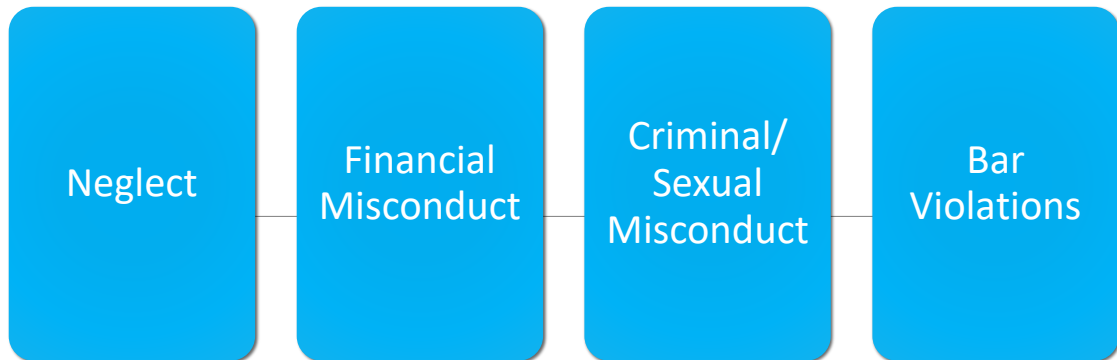 Neglect
Financial
Misconduct
Criminal/
Sexual
Misconduct
Bar
Violations